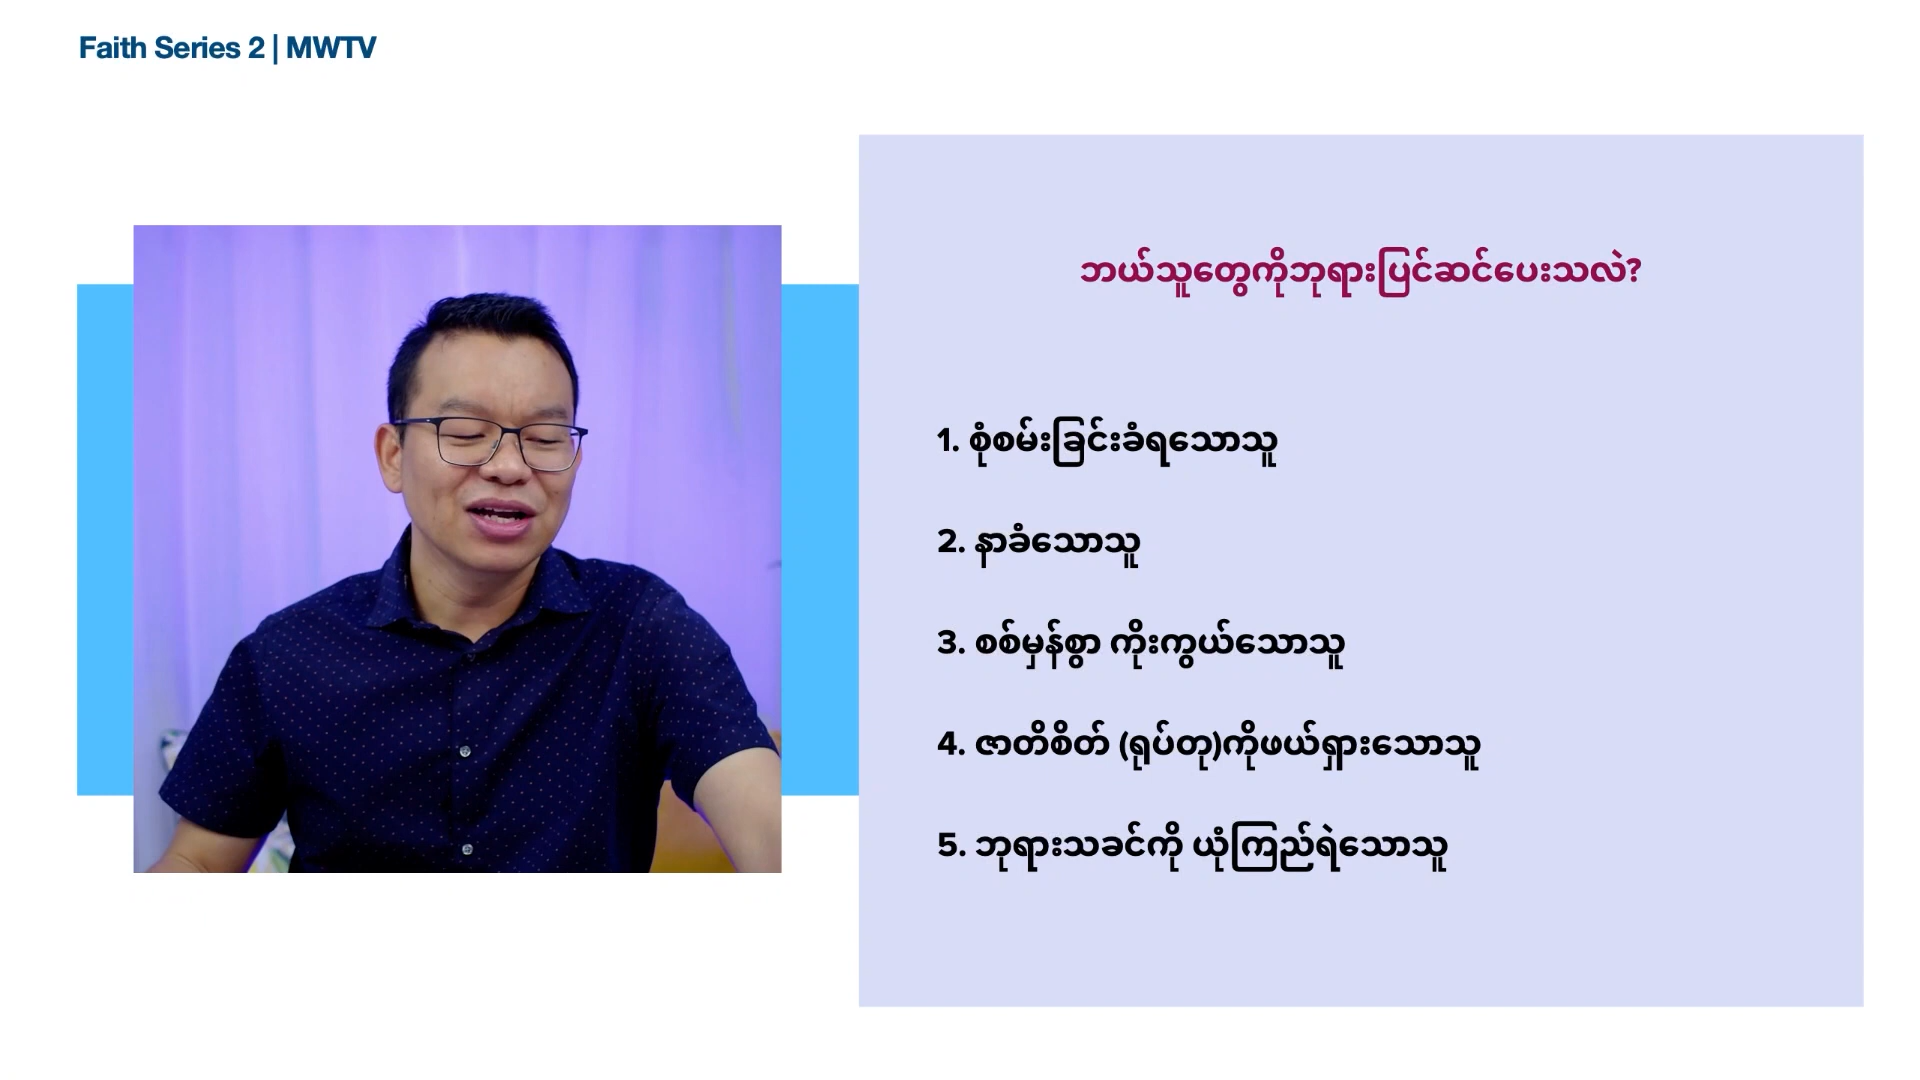 Faith Series 2 | MWTV
ဘယ်သူတွေကိုဘုရားပြင်ဆင်ပေးသလဲ?
1. စုံစမ်းခြင်းခံရသောသူ
2. နာခံသောသူ
3. စစ်မှန်စွာ ကိုးကွယ်သောသူ
4. ဇာတိစိတ် (ရုပ်တု)ကိုဖယ်ရှားသောသူ
5. ဘုရားသခင်ကို ယုံကြည်ရဲသောသူ